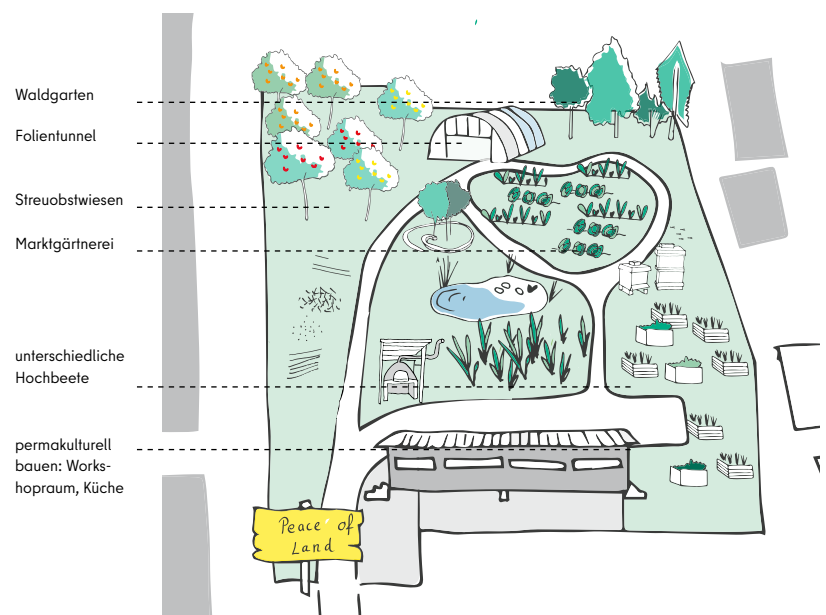 Waldgarten
Folientunnel
Streuobstwiesen
Marktgärtnerei
unterschiedliche
Hochbeete
permakulturell
bauen: Works-
hopraum, Küche
Peace of
Land